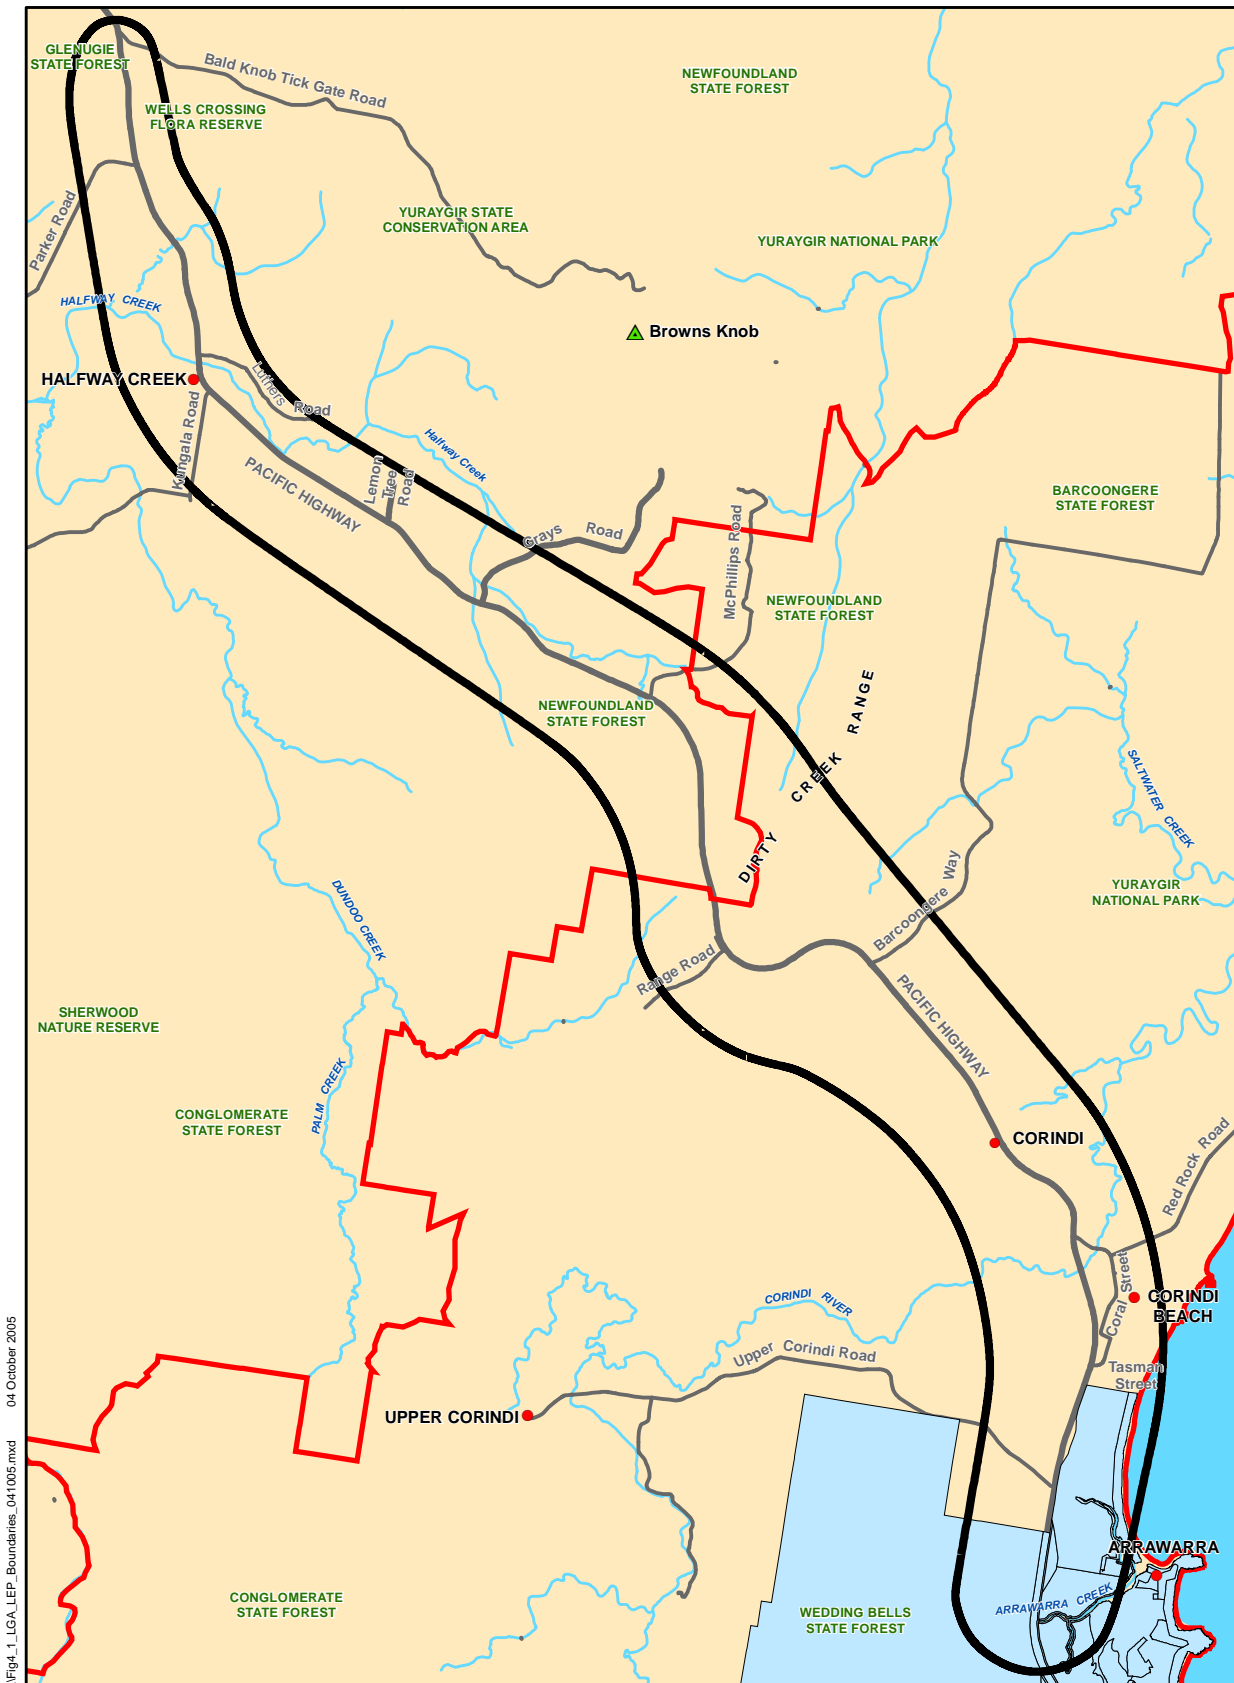 GLENUGIE
STATE FOREST
Bald Knob Tick Gate Road
NEWFOUNDLAND
STATE FOREST
WELLS CROSSING
FLORA RESERVE
Parker Road
YURAYGIR STATE
CONSERVATION AREA
YURAYGIR NATIONAL PARK
HALFWAY CREEK
Browns Knob
HALFWAY CREEK
Luthers Road
Kungala Road
PACIFIC HIGHWAY
Lemon
Tree
Road
Halfway Creek
Grays Road
McPhillips Road
BARCOONGERE
STATE FOREST
NEWFOUNDLAND
STATE FOREST
NEWFOUNDLAND
STATE FOREST
DIRTY CREEK RANGE
SALTWATER CREEK
Barcoongere Way
YURAYGIR
NATIONAL PARK
DUNDOO CREEK
Range Road
PACIFIC HIGHWAY
SHERWOOD
NATURE RESERVE
PALM CREEK
CONGLOMERATE
STATE FOREST
CORINDI
Red Rock Road
Coral Street
CORINDI
BEACH
CORINDI RIVER
Upper Corindi Road
Tasman
Street
UPPER CORINDI
ARRAWARRA
ARRAWARRA CREEK
CONGLOMERATE
STATE FOREST
WEDDING BELLS
STATE FOREST
\Fig4_1_LGA_LEP_Boundaries_041005.mxd 04 October 2005